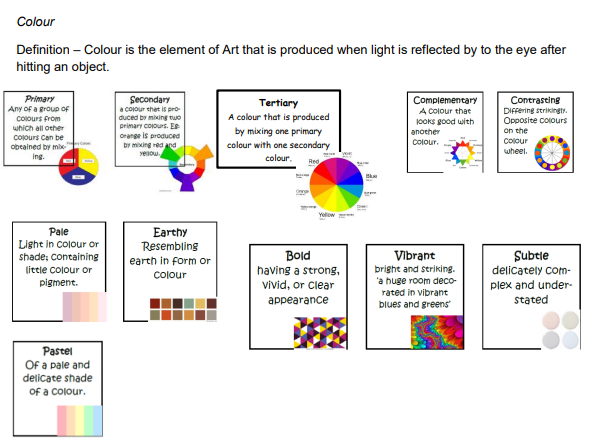 Colour
Definition – Colour is the element of Art that is produced when light is reflected by to the eye after
hitting an object.
Primary
Any of a group of
colours from
which all other
colours can be
obtained by mix-
ing.
Primary Colors
Secondary
a colour that is pro-
duced by mixing two
primary colours. Eg:
orange is produced
by mixing red and
yellow.
Tertiary
A colour that is produced
by mixing one primary
colour with one secondary
colour.
Red
Violet
Blue
Green
Yellow
Orange
Complementary
A colour that
looks good with
another
colour.
Contrasting
Differing strikingly.
Opposite colours
on the
colour
wheel.
Pale
Light in colour or
shade; containing
little colour or
pigment.
Earthy
Resembling
earth in form or
colour
Bold
having a strong,
vivid, or clear
appearance
Vibrant
bright and striking.
'a huge room deco-
rated in vibrant
blues and greens'
Subtle
delicately com-
plex and under-
stated
Pastel
Of a pale and
delicate shade
of a colour.